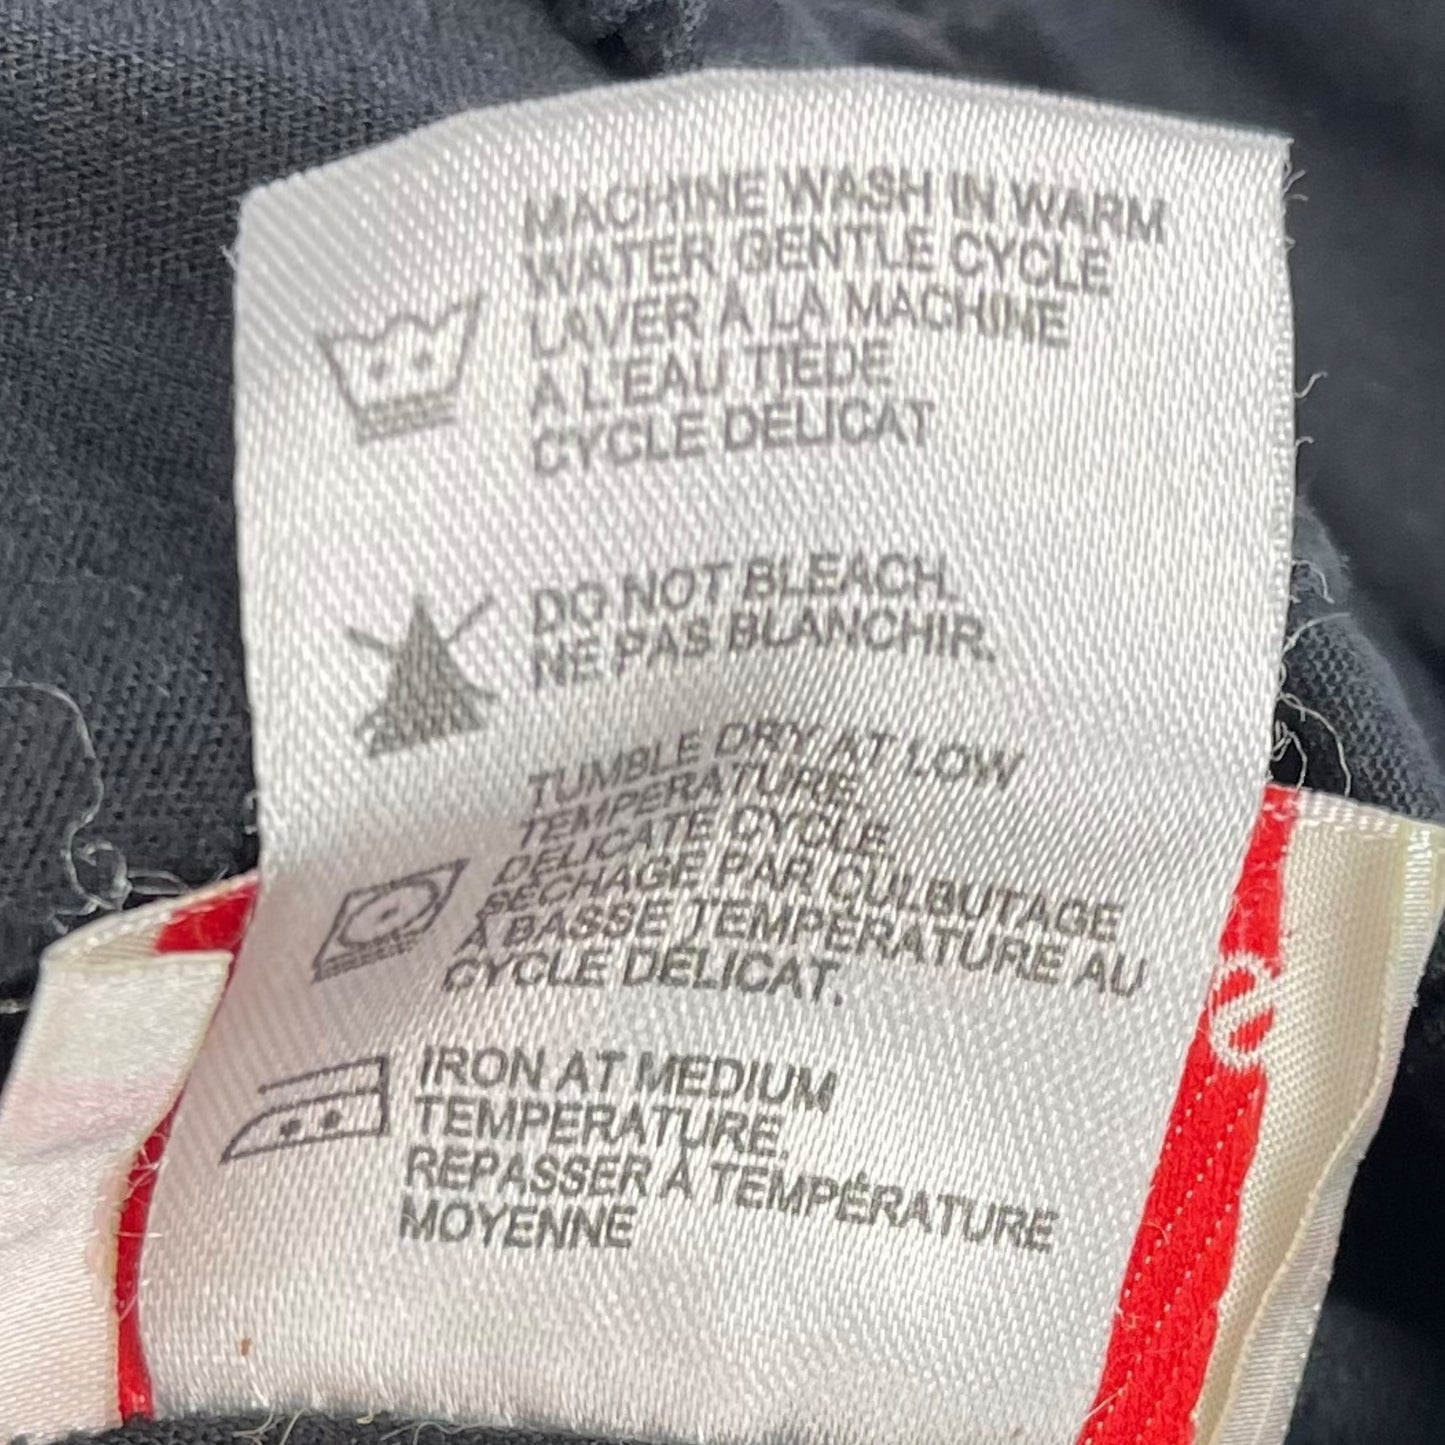 MACHINE WASH IN WARM
WATER GENTLE CYCLE
LAVER À LA MACHINE
À L'EAU TIÈDE
CYCLE DÉLICAT
DO NOT BLEACH.
NE PAS BLANCHIR.
TUMBLE DRY AT LOW
TEMPERATURE.
DELICATE CYCLE
SÉCHAGE PAR CULBUTAGE
À BASSE TEMPÉRATURE AU
CYCLE DÉLICAT.
IRON AT MEDIUM
TEMPERATURE.
REPASSER À TEMPÉRATURE
MOYENNE